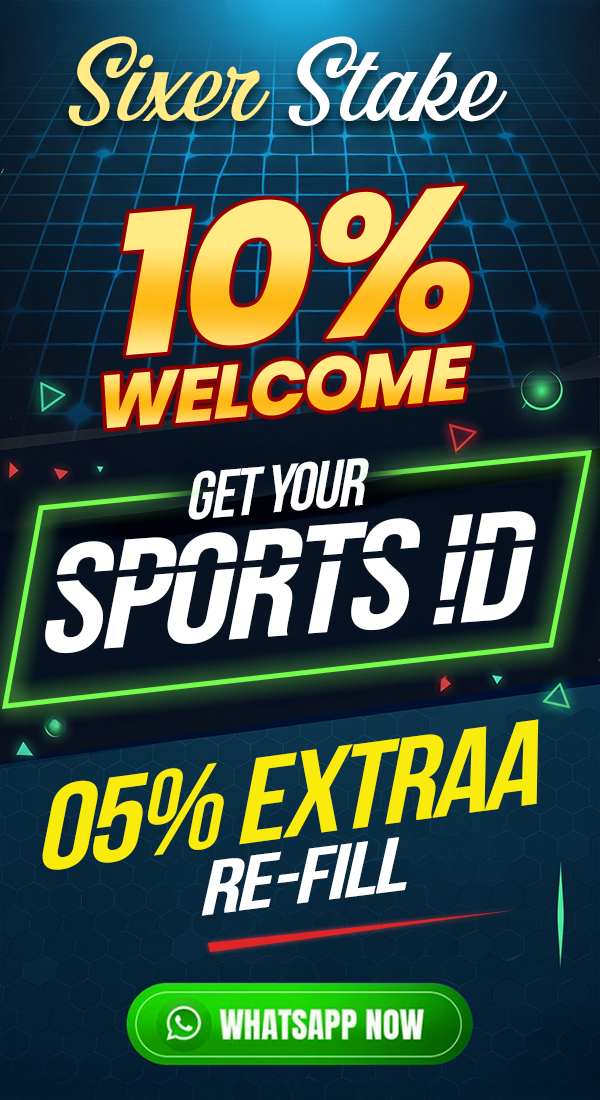 Sixer Stake
10%
WELCOME
GET YOUR
SPORTS !D
05% EXTRAA
RE-FILL
WHATSAPP NOW